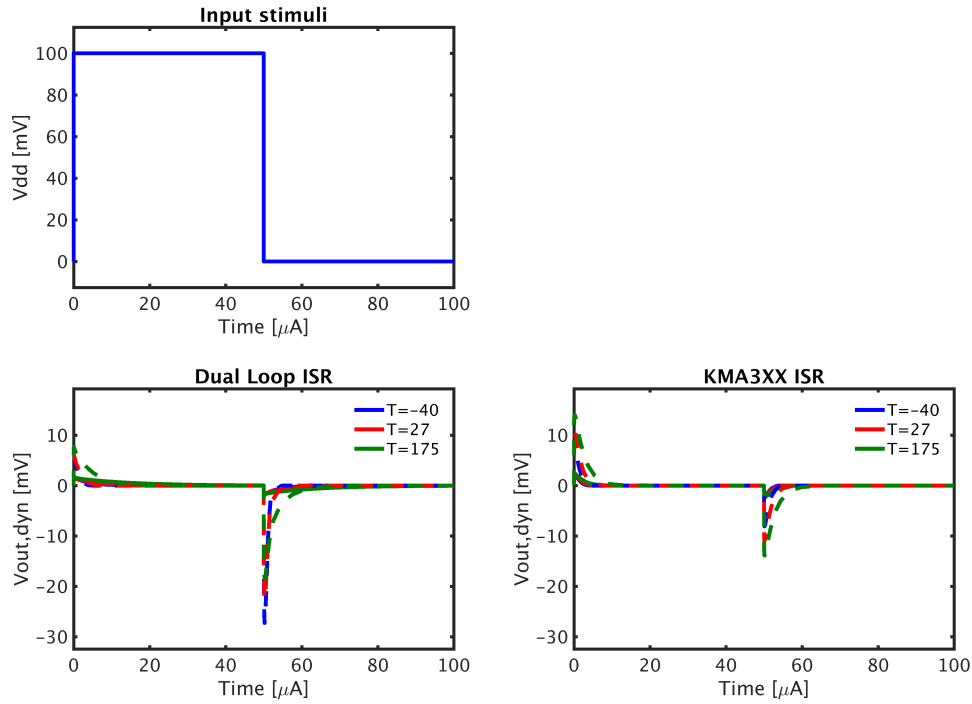 Input stimuli
Vdd [mV]
100
80
60
40
20
0
0 20 40 60 80 100
Time [μA]
Dual Loop ISR
Vout,dyn [mV]
10
0
−10
−20
−30
T=−40
T=27
T=175
0 20 40 60 80 100
Time [μA]
KMA3XX ISR
Vout,dyn [mV]
10
0
−10
−20
−30
T=−40
T=27
T=175
0 20 40 60 80 100
Time [μA]